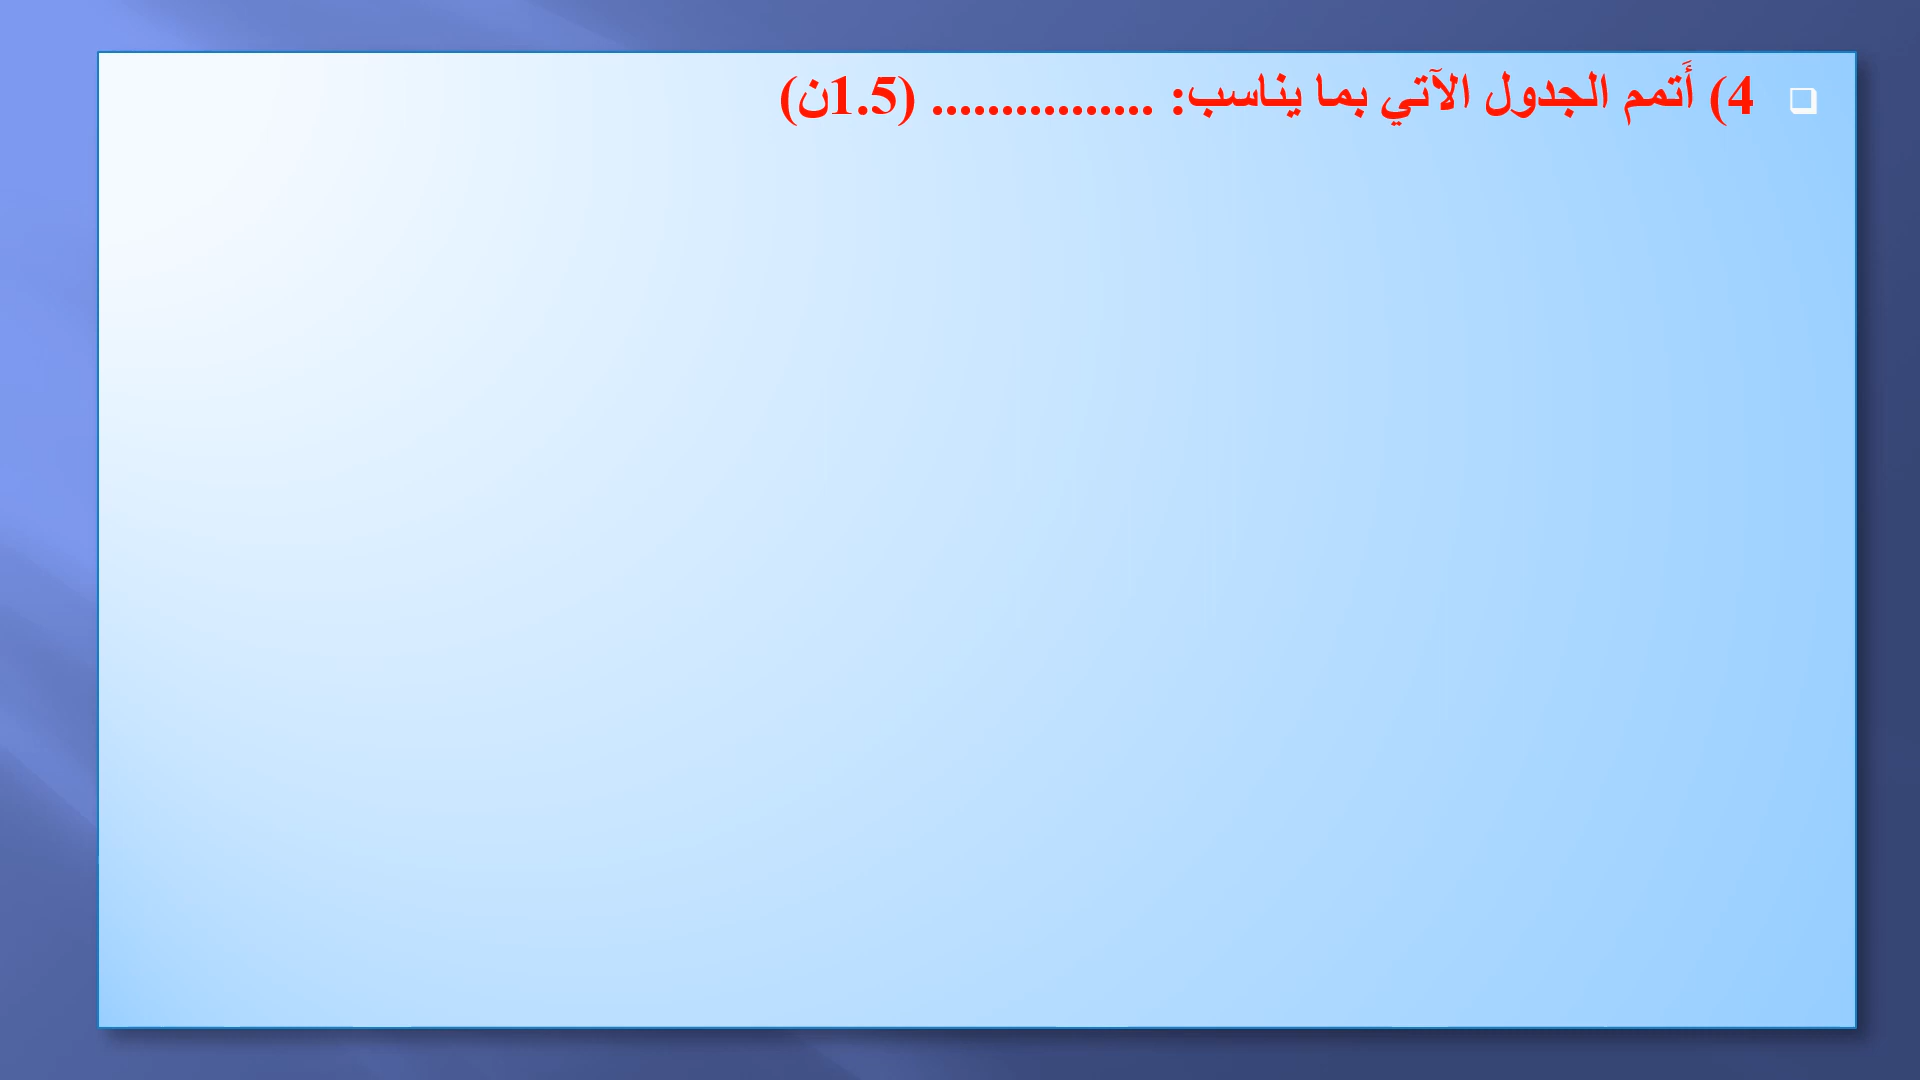 4) أَتمم الجدول الآتي بما يناسب: ................ (1.5ن)